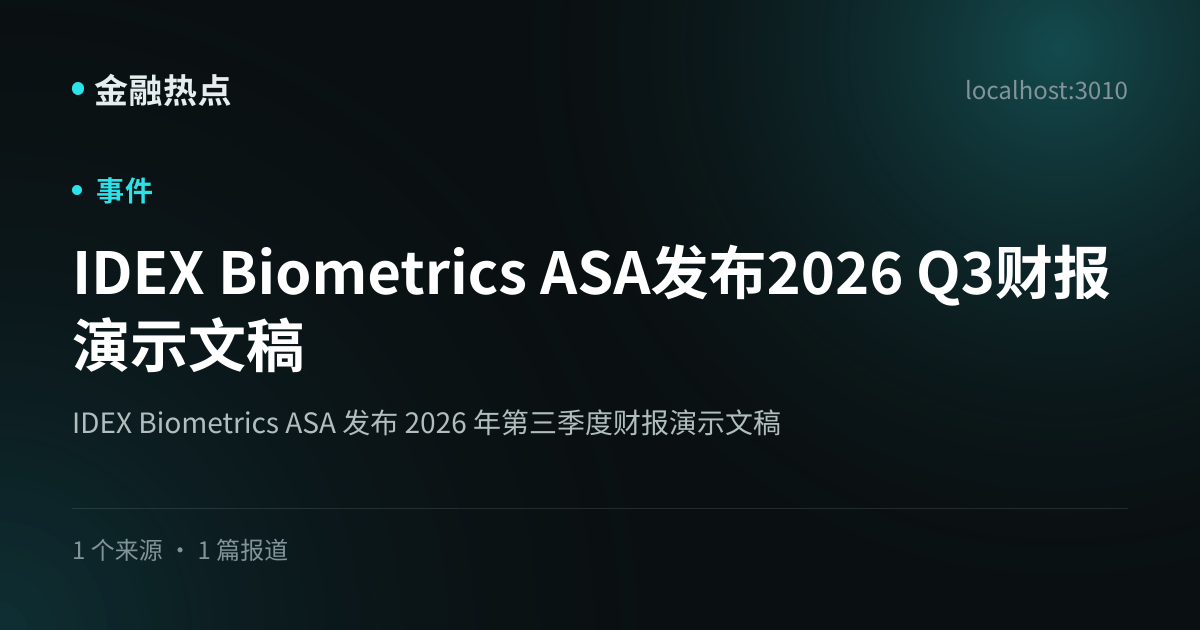 金融热点
localhost:3010
事件
IDEX Biometrics ASA发布2026 Q3财报
演示文稿
IDEX Biometrics ASA 发布 2026 年第三季度财报演示文稿
1 个来源 · 1 篇报道